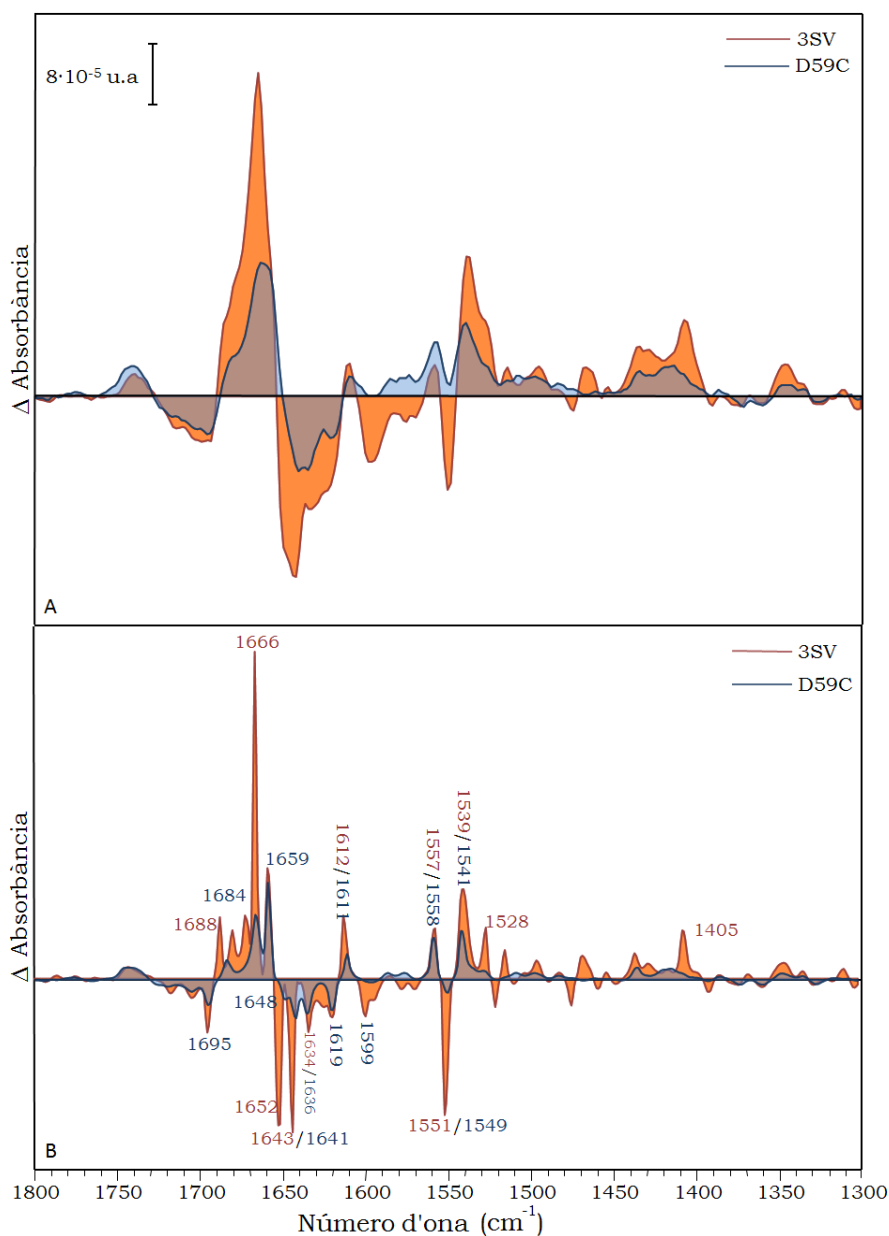 3SV
D59C
8·10⁻⁵ u.a
Δ Absorbància
A
3SV
D59C
1666
1659
1684
1688
1612/1611
1557/1558
1539/1541
1528
1405
1648
1695
1652
1643/1641
1634/1636
1619
1599
1551/1549
Δ Absorbància
B
1800 1750 1700 1650 1600 1550 1500 1450 1400 1350 1300
Número d'ona (cm⁻¹)